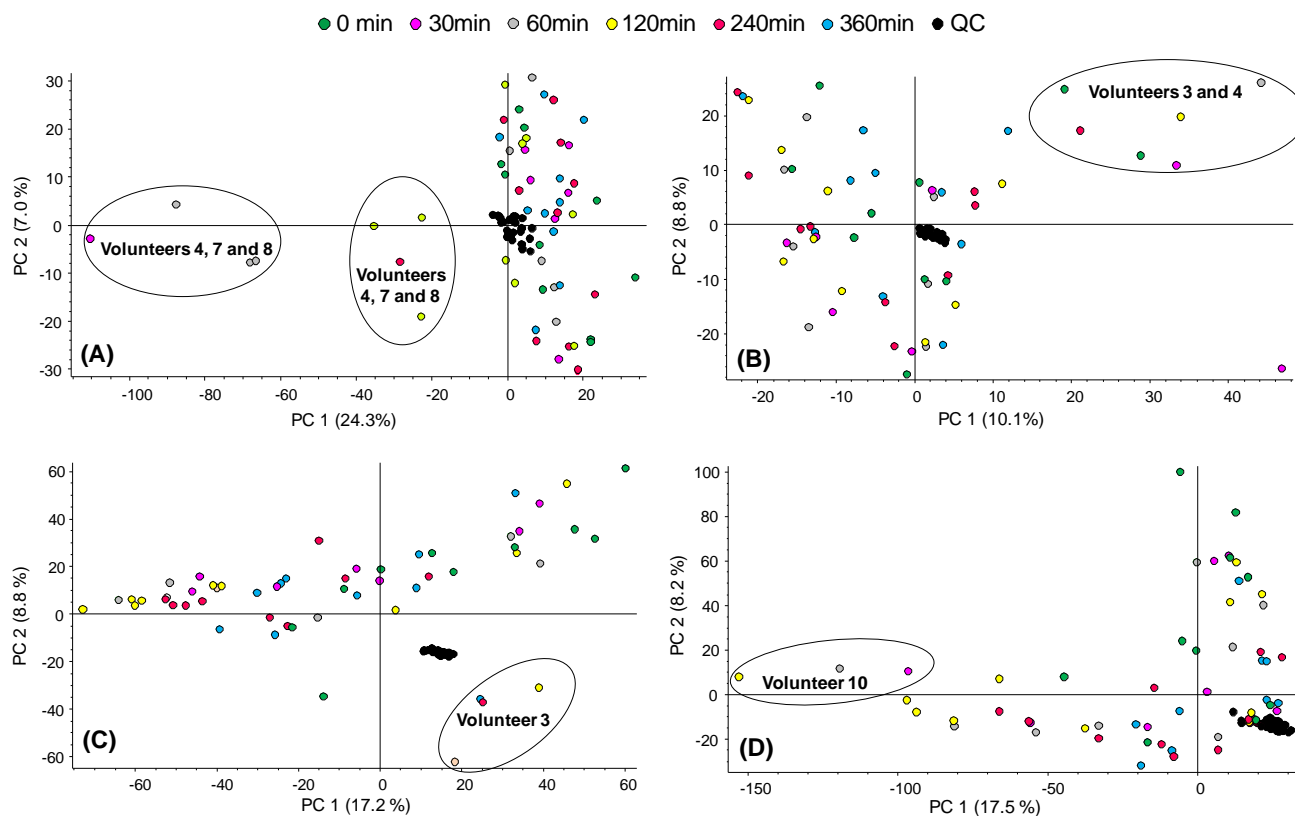 0 min 30min 60min 120min 240min 360min QC
30
20
10
0
-10
-20
-30
PC 2 (7.0 %)
Volunteers 4, 7 and 8
Volunteers
4, 7 and 8
(A)
-100 -80 -60 -40 -20 0 20
PC 1 (24.3%)
20
10
0
-10
-20
PC 2 (8.8 %)
Volunteers 3 and 4
(B)
-20 -10 0 10 20 30 40
PC 1 (10.1%)
60
40
20
0
-20
-40
-60
PC 2 (8.8 %)
Volunteer 3
(C)
-60 -40 -20 0 20 40 60
PC 1 (17.2 %)
100
80
60
40
20
0
-20
PC 2 (8.2 %)
Volunteer 10
(D)
-150 -100 -50 0
PC 1 (17.5 %)